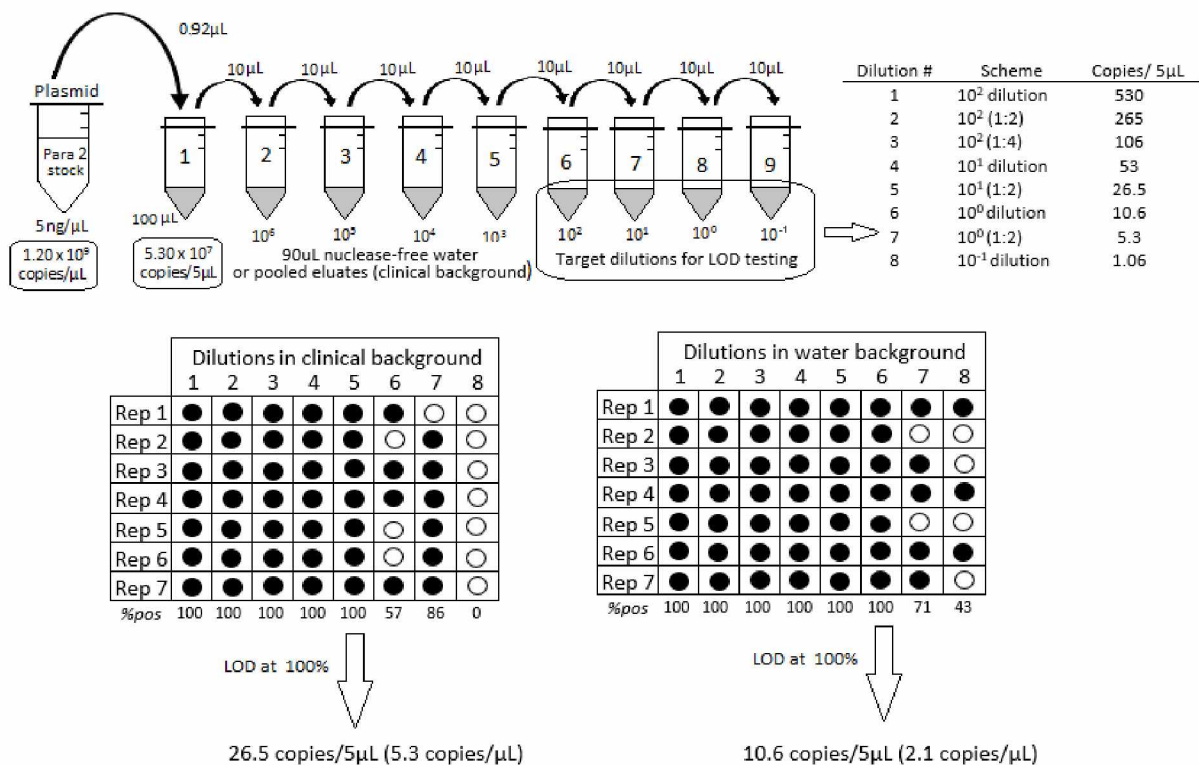 0.92µL
10µL 10µL 10µL 10µL 10µL 10µL 10µL 10µL
Plasmid
Para 2
stock
1 2 3 4 5 6 7 8 9
5ng/µL
100 µL
1.20 x 10⁹
copies/µL
5.30 x 10⁷
copies/5µL
10⁶ 10⁵ 10⁴ 10³ 10² 10¹ 10⁰ 10⁻¹
90uL nuclease-free water
or pooled eluates (clinical background)
Target dilutions for LOD testing
Dilution # Scheme Copies/ 5µL
1 10² dilution 530
2 10² (1:2) 265
3 10² (1:4) 106
4 10¹ dilution 53
5 10¹ (1:2) 26.5
6 10⁰ dilution 10.6
7 10⁰ (1:2) 5.3
8 10⁻¹ dilution 1.06
Dilutions in clinical background
1 2 3 4 5 6 7 8
Rep 1
Rep 2
Rep 3
Rep 4
Rep 5
Rep 6
Rep 7
%pos 100 100 100 100 100 57 86 0
LOD at 100%
26.5 copies/5µL (5.3 copies/µL)
Dilutions in water background
1 2 3 4 5 6 7 8
Rep 1
Rep 2
Rep 3
Rep 4
Rep 5
Rep 6
Rep 7
%pos 100 100 100 100 100 100 71 43
LOD at 100%
10.6 copies/5µL (2.1 copies/µL)